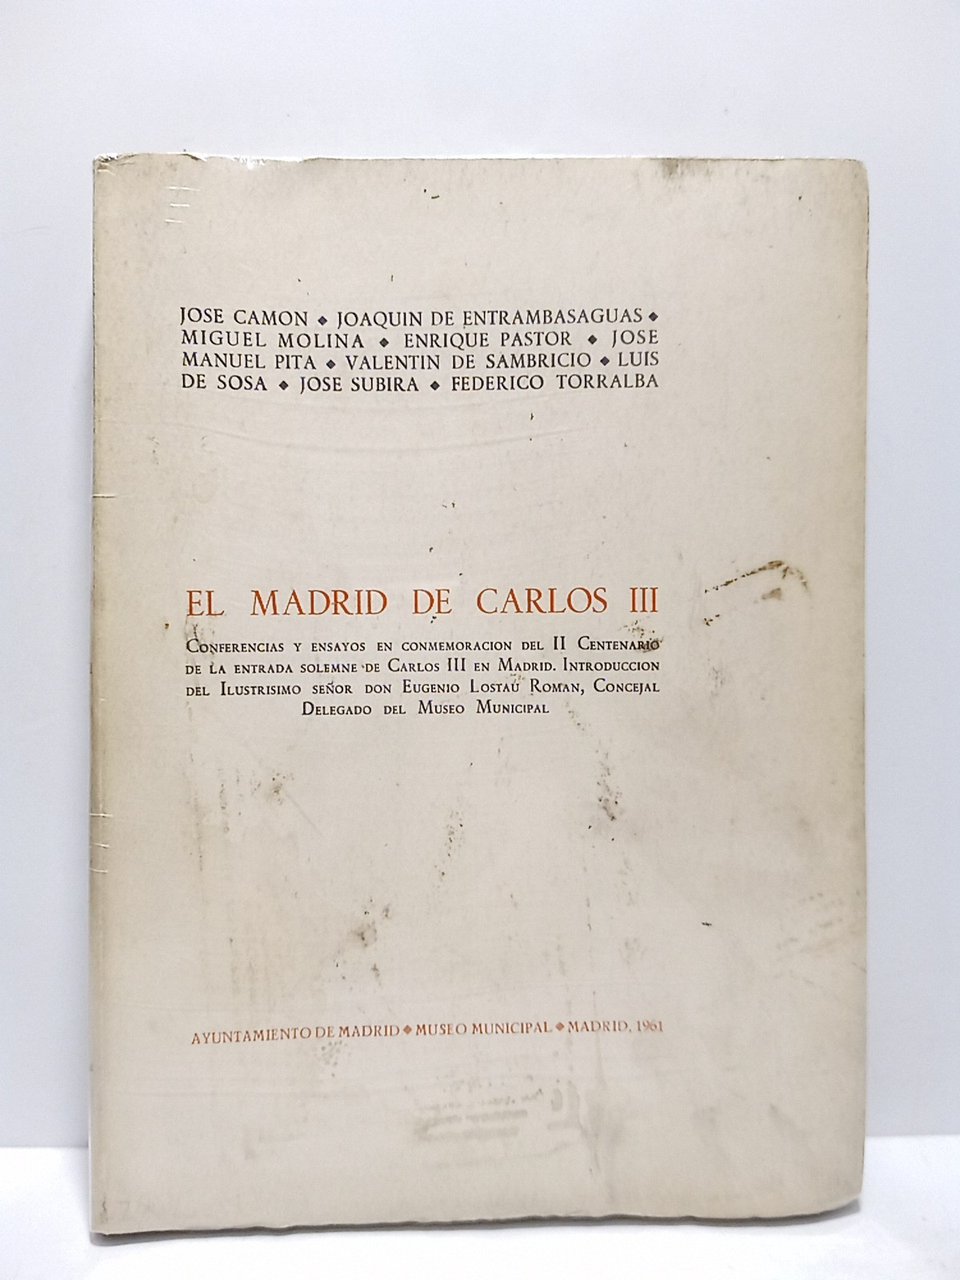 JOSE CAMON ◆ JOAQUIN DE ENTRAMBASAGUAS ◆
MIGUEL MOLINA ◆ ENRIQUE PASTOR ◆ JOSE
MANUEL PITA ◆ VALENTIN DE SAMBRICIO ◆ LUIS
DE SOSA ◆ JOSE SUBIRA ◆ FEDERICO TORRALBA
EL MADRID DE CARLOS III
CONFERENCIAS Y ENSAYOS EN CONMEMORACION DEL II CENTENARIO
DE LA ENTRADA SOLEMNE DE CARLOS III EN MADRID. INTRODUCCION
DEL ILUSTRISIMO SEÑOR DON EUGENIO LOSTAU ROMAN, CONCEJAL
DELEGADO DEL MUSEO MUNICIPAL
AYUNTAMIENTO DE MADRID ◆ MUSEO MUNICIPAL ◆ MADRID, 1961